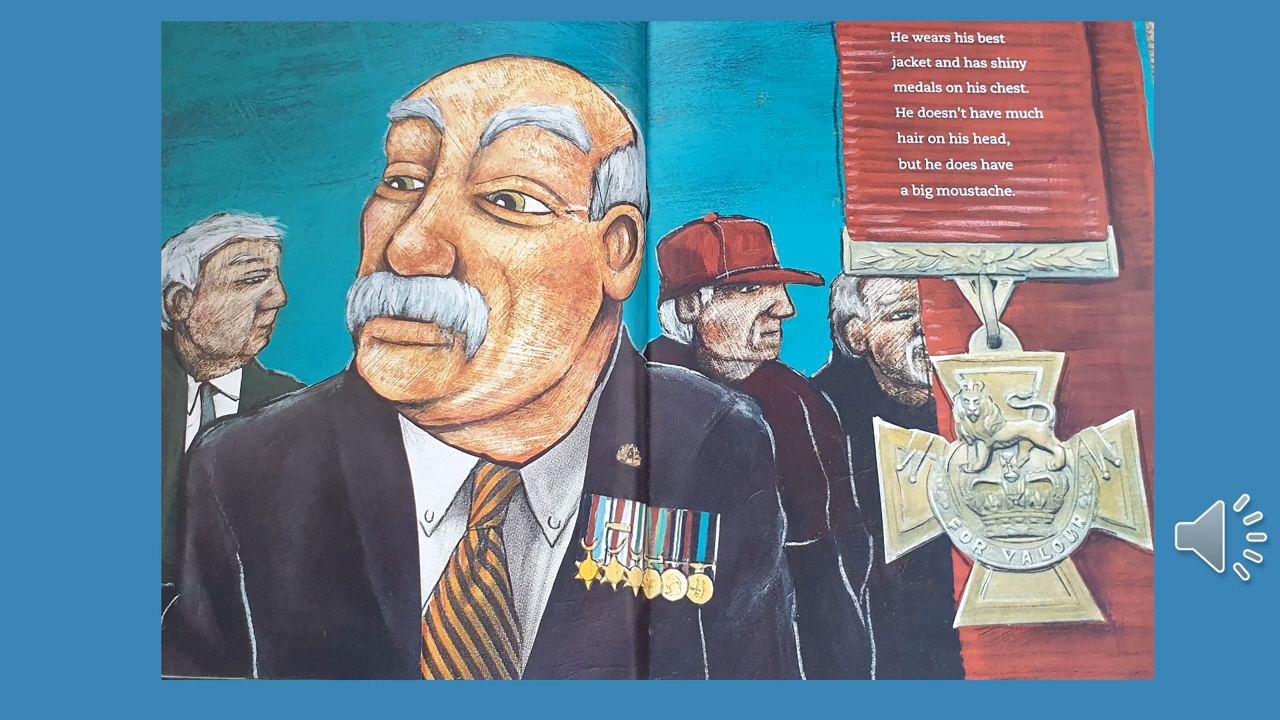 He wears his best
jacket and has shiny
medals on his chest.
He doesn't have much
hair on his head,
but he does have
a big moustache.
FOR VALOUR